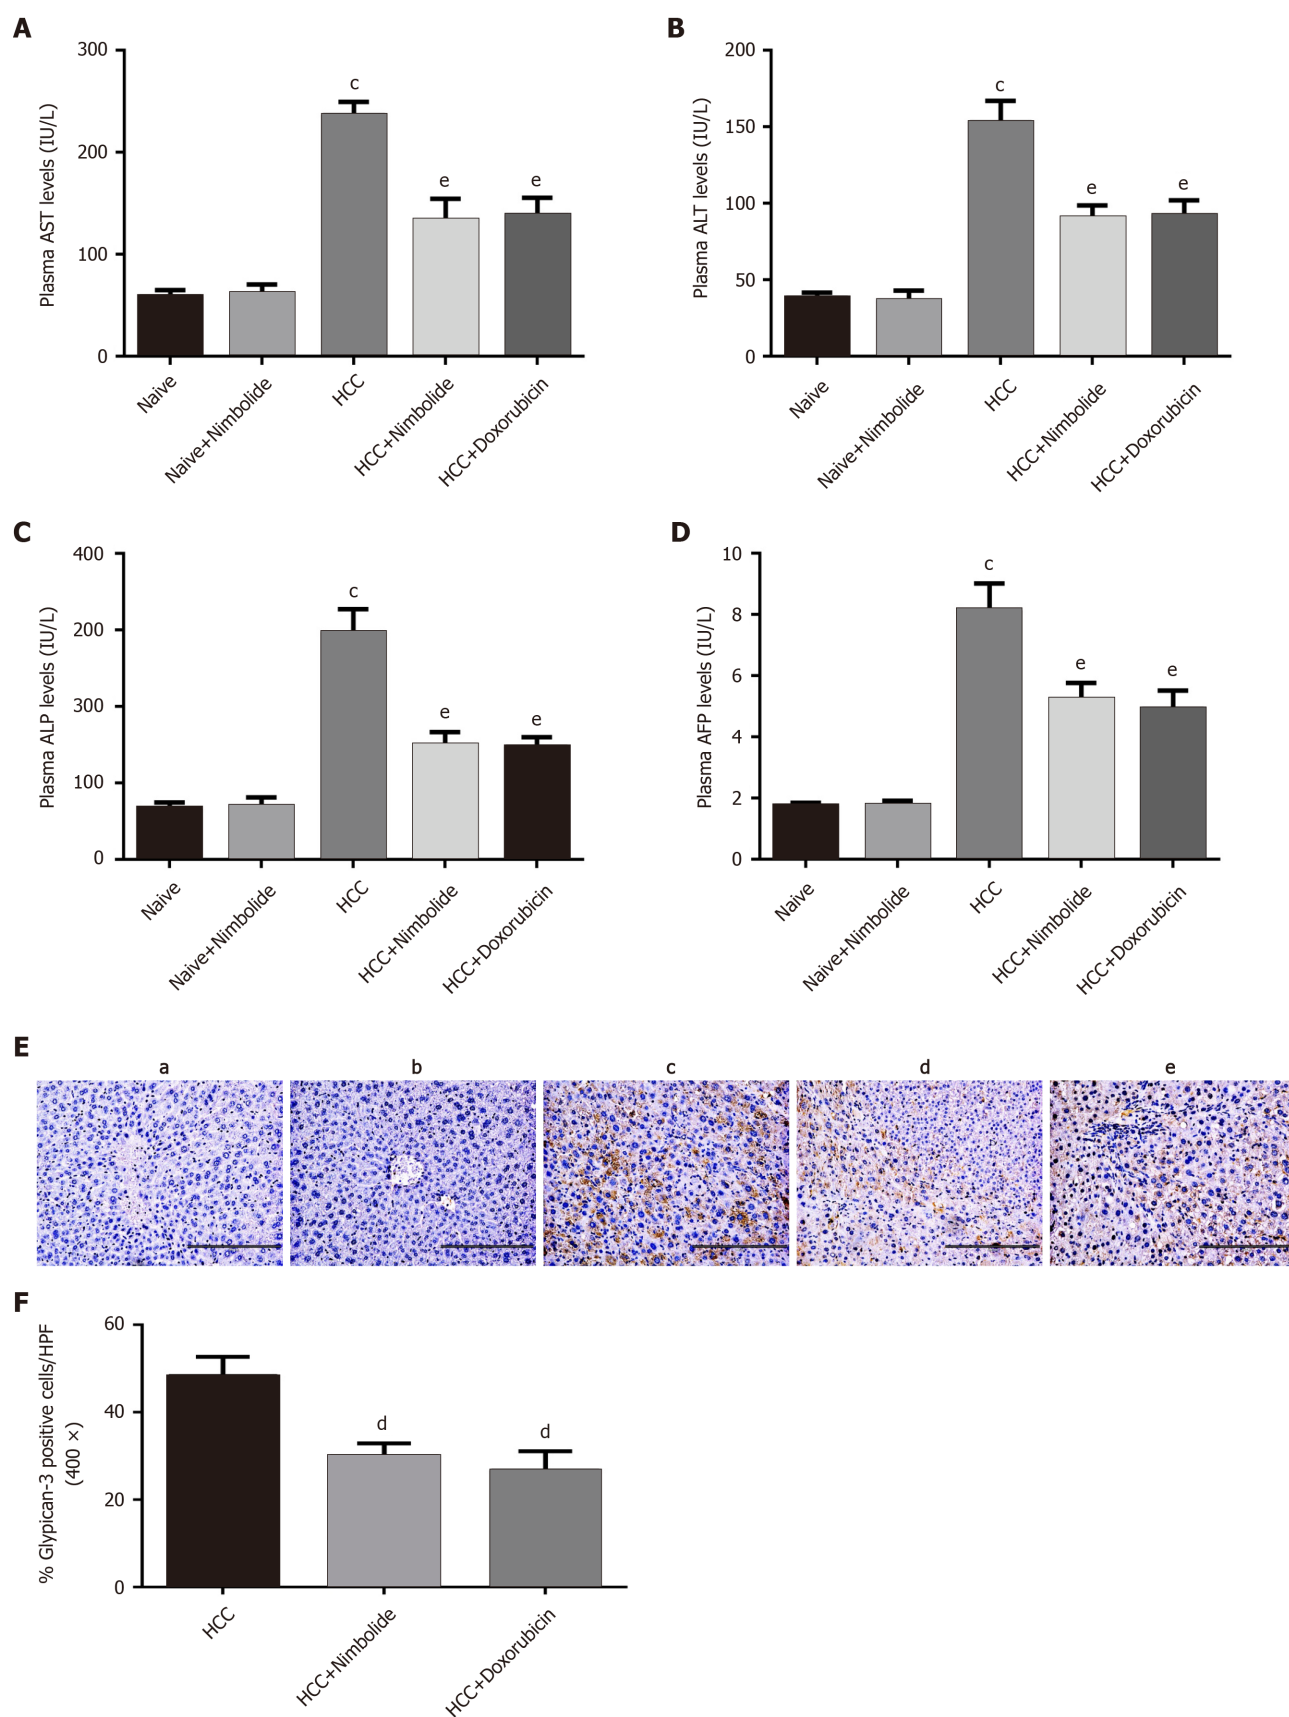 A
300
200
100
0
Plasma AST levels (IU/L)
c
e
e
Naive
Naive+Nimbolide
HCC
HCC+Nimbolide
HCC+Doxorubicin
B
200
150
100
50
0
Plasma ALT levels (IU/L)
c
e
e
Naive
Naive+Nimbolide
HCC
HCC+Nimbolide
HCC+Doxorubicin
C
400
200
300
100
0
Plasma ALP levels (IU/L)
c
e
e
Naive
Naive+Nimbolide
HCC
HCC+Nimbolide
HCC+Doxorubicin
D
10
8
6
4
2
0
Plasma AFP levels (IU/L)
c
e
e
Naive
Naive+Nimbolide
HCC
HCC+Nimbolide
HCC+Doxorubicin
E
a
b
c
d
e
F
60
40
20
0
% Glypican-3 positive cells/HPF
(400 ×)
d
d
HCC
HCC+Nimbolide
HCC+Doxorubicin